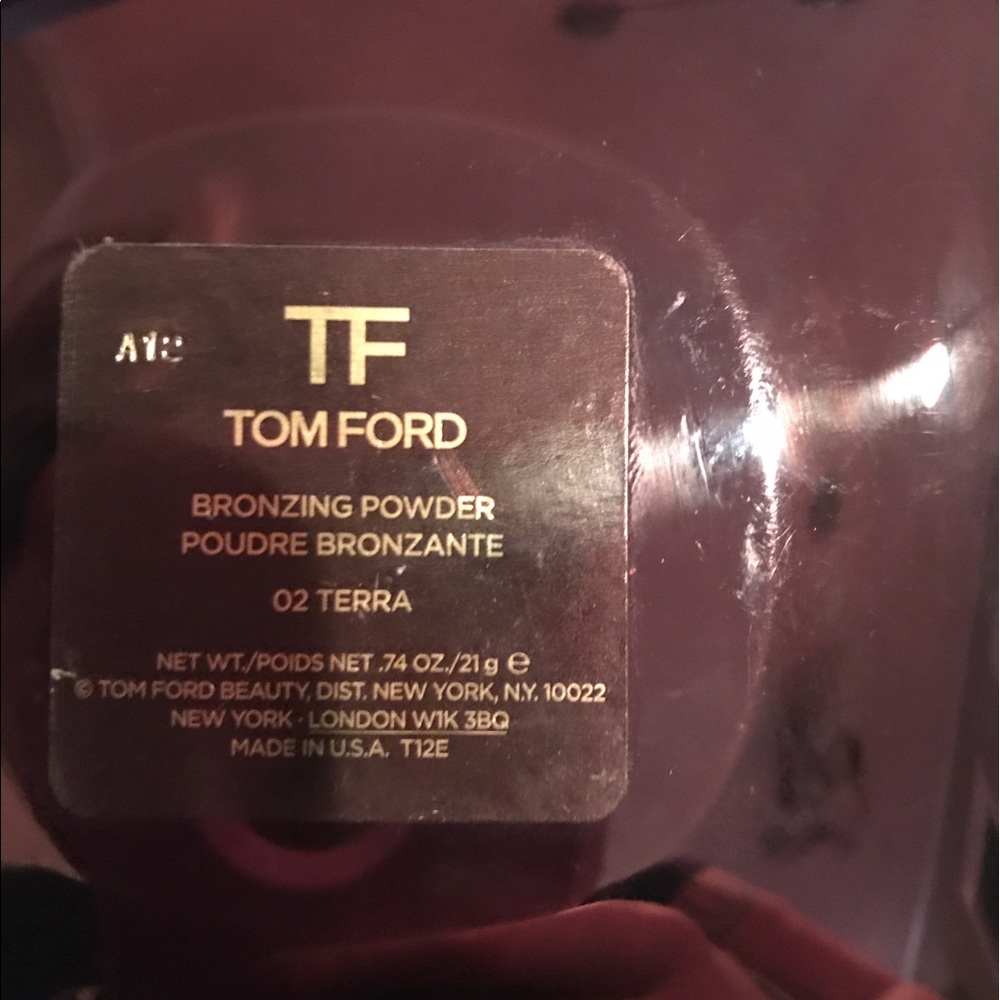 TF
TOM FORD
BRONZING POWDER
POUDRE BRONZANTE
02 TERRA
NET WT./POIDS NET .74 OZ./21 g ℮
© TOM FORD BEAUTY, DIST. NEW YORK, N.Y. 10022
NEW YORK · LONDON W1K 3BQ
MADE IN U.S.A. T12E